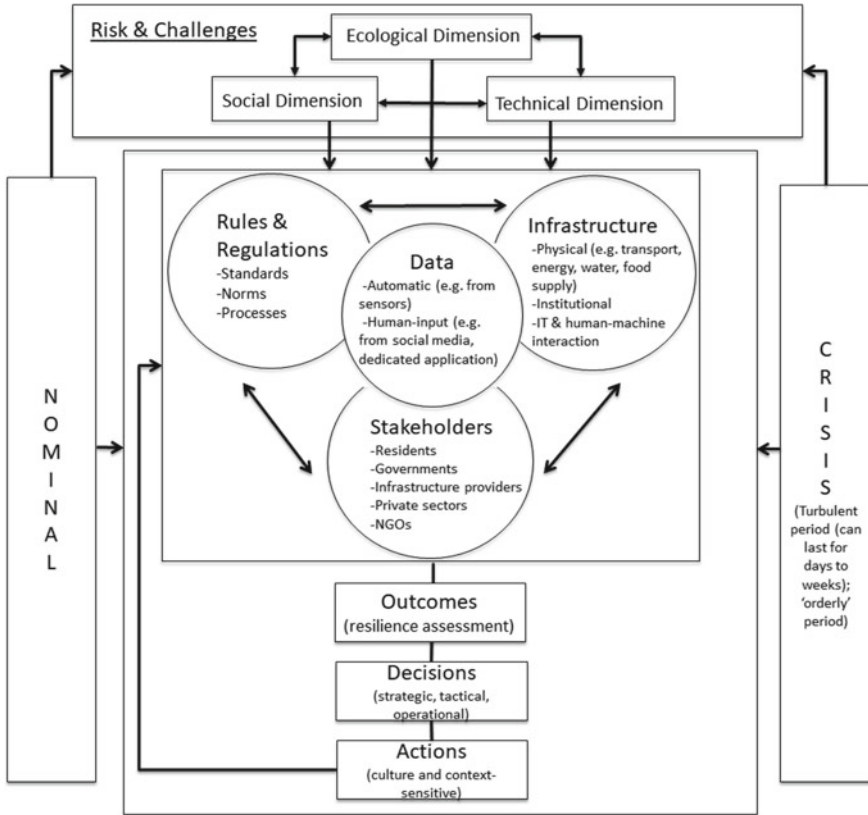 Risk & Challenges
Ecological Dimension
Social Dimension
Technical Dimension
Rules &
Regulations
-Standards
-Norms
-Processes
Data
-Automatic (e.g. from
sensors)
-Human-input (e.g.
from social media,
dedicated application)
Infrastructure
-Physical (e.g. transport,
energy, water, food
supply)
-Institutional
-IT & human-machine
interaction
Stakeholders
-Residents
-Governments
-Infrastructure providers
-Private sectors
-NGOs
N
O
M
I
N
A
L
C
R
I
S
I
S
(Turbulent
period (can
last for
days to
weeks);
‘orderly’
period)
Outcomes
(resilience assessment)
Decisions
(strategic, tactical,
operational)
Actions
(culture and context-
sensitive)